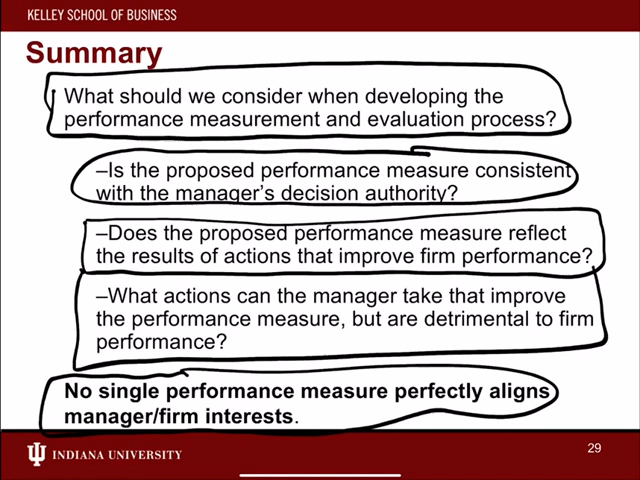 KELLEY SCHOOL OF BUSINESS
Summary
What should we consider when developing the
performance measurement and evaluation process?
–Is the proposed performance measure consistent
with the manager's decision authority?
–Does the proposed performance measure reflect
the results of actions that improve firm performance?
–What actions can the manager take that improve
the performance measure, but are detrimental to firm
performance?
No single performance measure perfectly aligns
manager/firm interests.
29
INDIANA UNIVERSITY